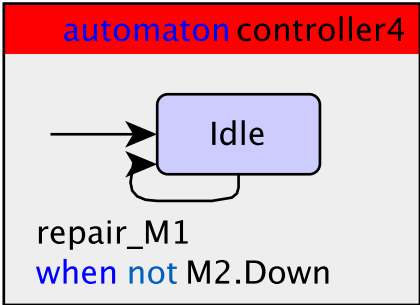 automaton controller4
Idle
repair_M1
when not M2.Down